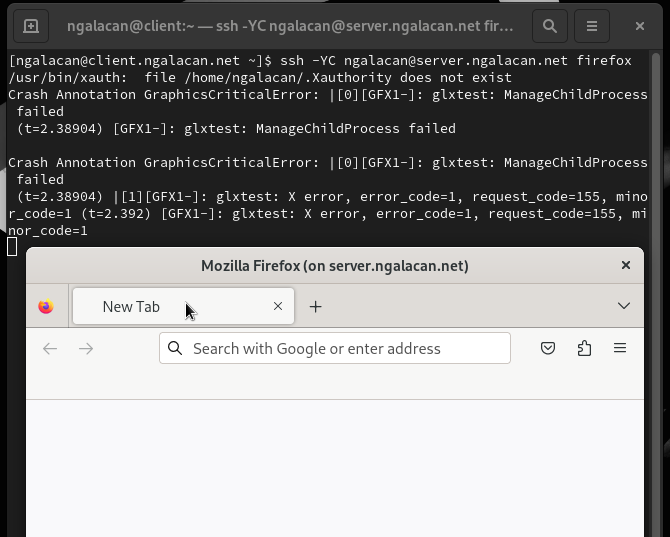 ngalacan@client:~ — ssh -YC ngalacan@server.ngalacan.net fir…
[ngalacan@client.ngalacan.net ~]$ ssh -YC ngalacan@server.ngalacan.net firefox
/usr/bin/xauth:  file /home/ngalacan/.Xauthority does not exist
Crash Annotation GraphicsCriticalError: |[0][GFX1-]: glxtest: ManageChildProcess
 failed
 (t=2.38904) [GFX1-]: glxtest: ManageChildProcess failed
Crash Annotation GraphicsCriticalError: |[0][GFX1-]: glxtest: ManageChildProcess
 failed
 (t=2.38904) |[1][GFX1-]: glxtest: X error, error_code=1, request_code=155, mino
r_code=1 (t=2.392) [GFX1-]: glxtest: X error, error_code=1, request_code=155, mi
nor_code=1
Mozilla Firefox (on server.ngalacan.net)
New Tab
Search with Google or enter address